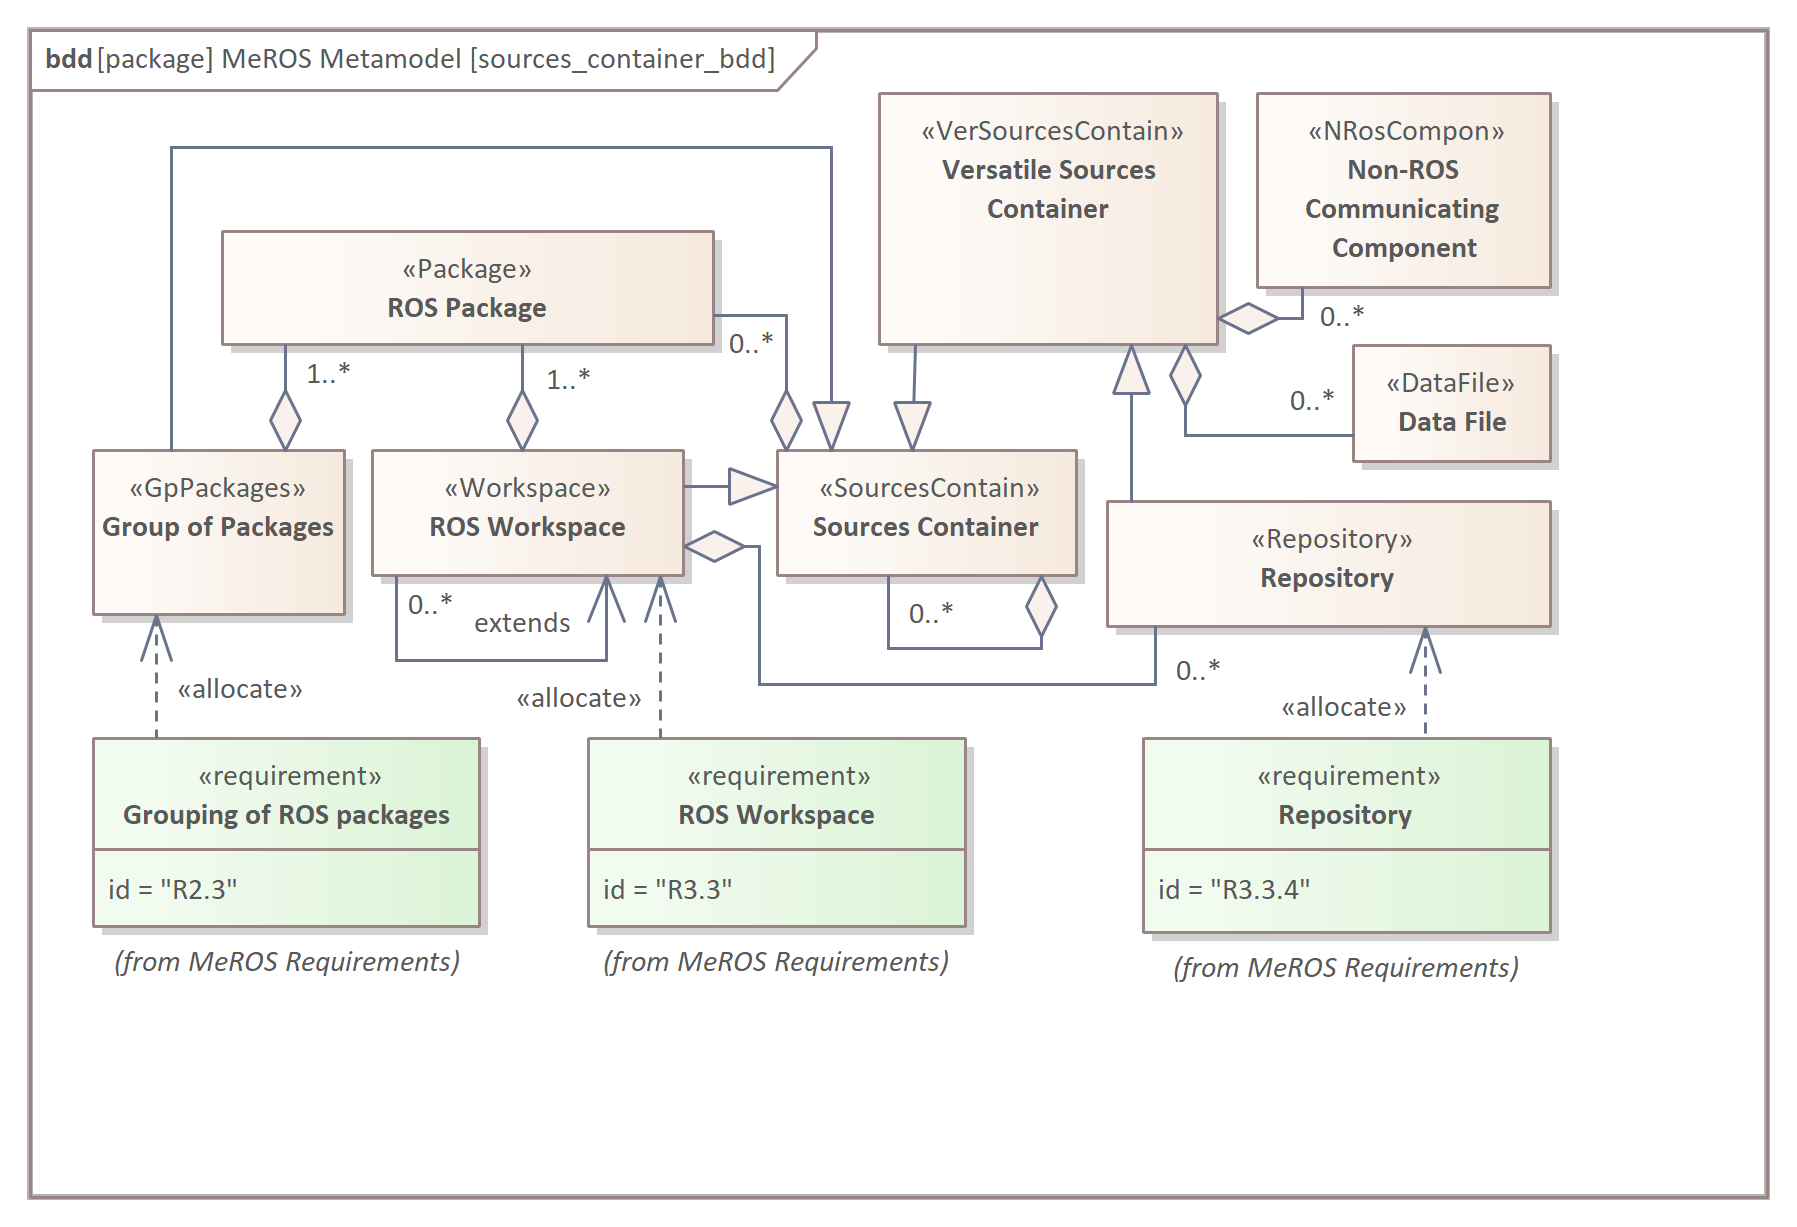 bdd [package] MeROS Metamodel [sources_container_bdd]
«VerSourcesContain»
Versatile Sources
Container
«NRosCompon»
Non-ROS
Communicating
Component
0..*
«Package»
ROS Package
0..*
1..*
1..*
«DataFile»
Data File
0..*
«GpPackages»
Group of Packages
«Workspace»
ROS Workspace
«SourcesContain»
Sources Container
«Repository»
Repository
0..*
extends
0..*
0..*
«allocate»
«allocate»
«allocate»
«requirement»
Grouping of ROS packages
id = "R2.3"
(from MeROS Requirements)
«requirement»
ROS Workspace
id = "R3.3"
(from MeROS Requirements)
«requirement»
Repository
id = "R3.3.4"
(from MeROS Requirements)